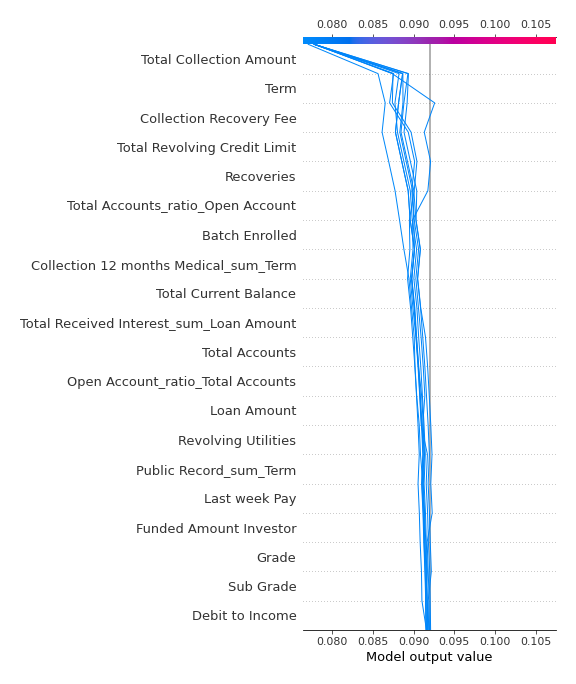 0.080 0.085 0.090 0.095 0.100 0.105
Total Collection Amount
Term
Collection Recovery Fee
Total Revolving Credit Limit
Recoveries
Total Accounts_ratio_Open Account
Batch Enrolled
Collection 12 months Medical_sum_Term
Total Current Balance
Total Received Interest_sum_Loan Amount
Total Accounts
Open Account_ratio_Total Accounts
Loan Amount
Revolving Utilities
Public Record_sum_Term
Last week Pay
Funded Amount Investor
Grade
Sub Grade
Debt to Income
0.080 0.085 0.090 0.095 0.100 0.105
Model output value